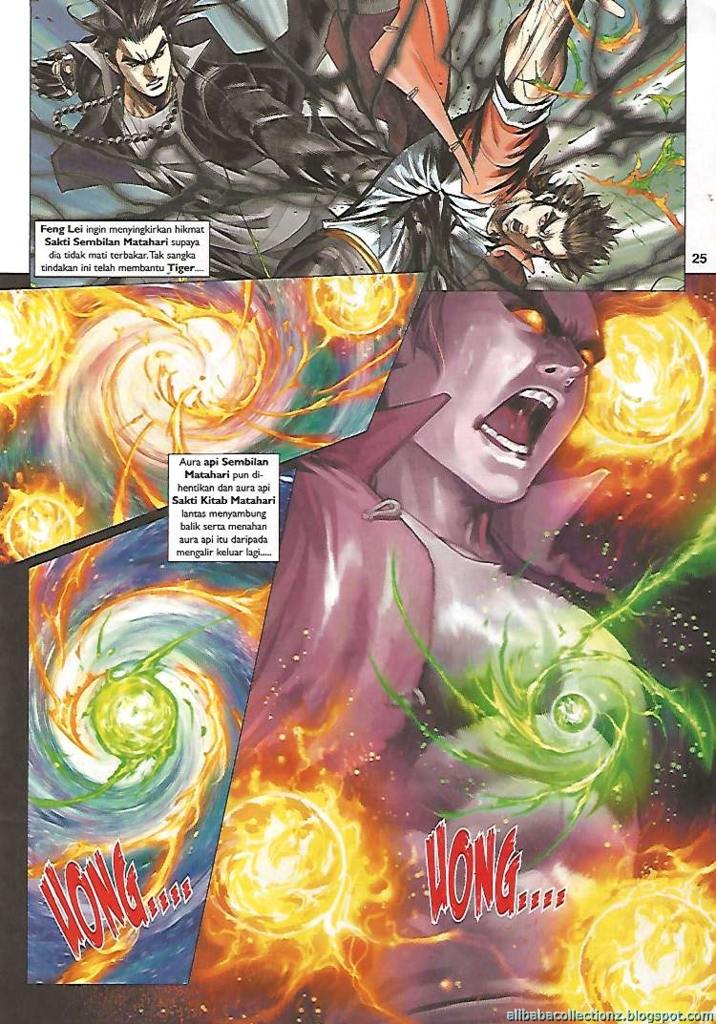 Feng Lei ingin menyingkirkan hikmat
Sakti Sembilan Matahari supaya
dia tidak mati terbakar. Tak sangka
tindakan ini telah membantu Tiger....
25
Aura api Sembilan
Matahari pun di-
hentikan dan aura api
Sakti Kitab Matahari
lantas menyambung
balik serta menahan
aura api itu daripada
mengalir keluar lagi.....
UONG....
UONG....
alibabacollectionz.blogspot.com